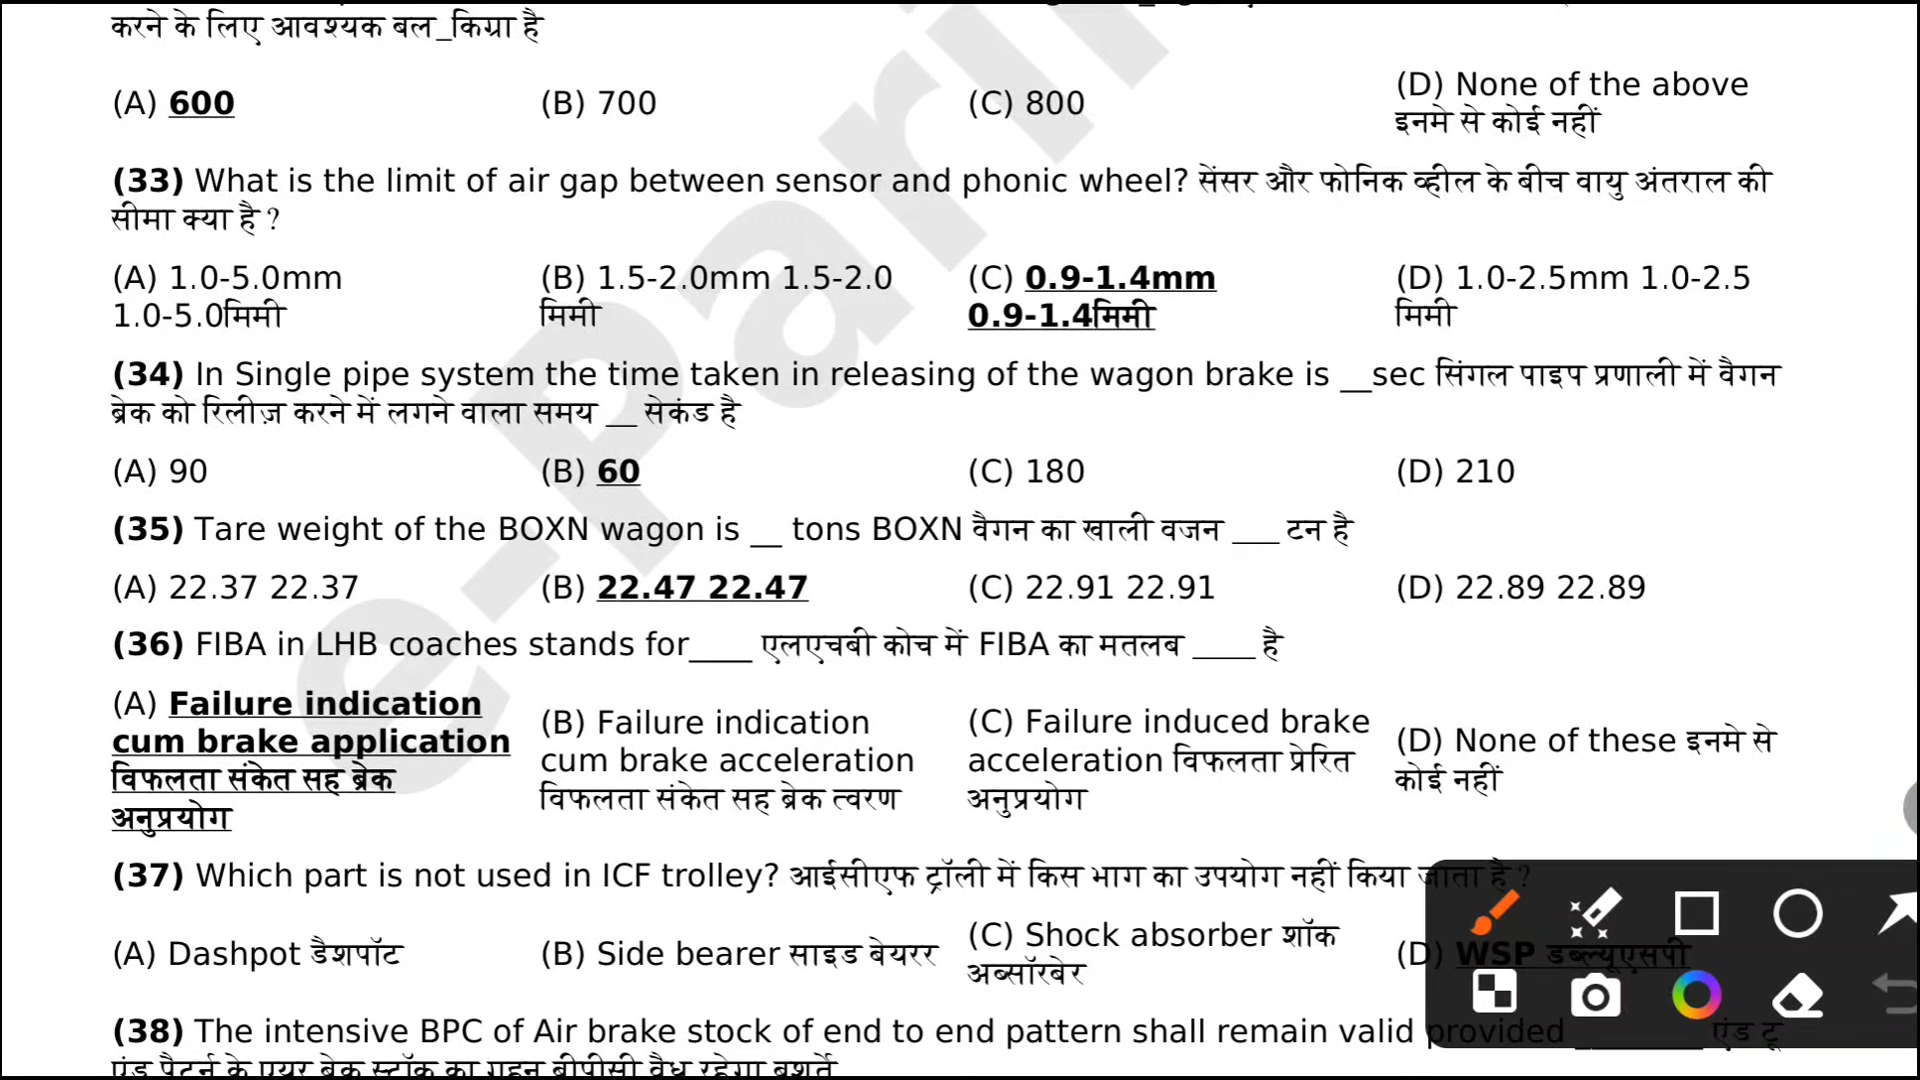 करने के लिए आवश्यक बल_किग्रा है
(A) 600 (B) 700 (C) 800 (D) None of the above इनमे से कोई नहीं
(33) What is the limit of air gap between sensor and phonic wheel? सेंसर और फोनिक व्हील के बीच वायु अंतराल की
सीमा क्या है ?
(A) 1.0-5.0mm
1.0-5.0मिमी
(B) 1.5-2.0mm 1.5-2.0
मिमी
(C) 0.9-1.4mm
0.9-1.4मिमी
(D) 1.0-2.5mm 1.0-2.5
मिमी
(34) In Single pipe system the time taken in releasing of the wagon brake is __sec सिंगल पाइप प्रणाली में वैगन
ब्रेक को रिलीज़ करने में लगने वाला समय __ सेकंड है
(A) 90 (B) 60 (C) 180 (D) 210
(35) Tare weight of the BOXN wagon is __ tons BOXN वैगन का खाली वजन ___ टन है
(A) 22.37 22.37 (B) 22.47 22.47 (C) 22.91 22.91 (D) 22.89 22.89
(36) FIBA in LHB coaches stands for____ एलएचबी कोच में FIBA का मतलब ____ है
(A) Failure indication
cum brake application
विफलता संकेत सह ब्रेक
अनुप्रयोग
(B) Failure indication
cum brake acceleration
विफलता संकेत सह ब्रेक त्वरण
(C) Failure induced brake
acceleration विफलता प्रेरित
अनुप्रयोग
(D) None of these इनमे से
कोई नहीं
(37) Which part is not used in ICF trolley? आईसीएफ ट्रॉली में किस भाग का उपयोग नहीं किया जाता है ?
(A) Dashpot डैशपॉट
(B) Side bearer साइड बेयरर
(C) Shock absorber शॉक
अब्सॉरबेर
(D) WSP डब्ल्यूएसपी
(38) The intensive BPC of Air brake stock of end to end pattern shall remain valid provided ________ एंड टू
एंड पैटर्न के एयर ब्रेक स्टॉक का गहन बीपीसी वैध रहेगा बशर्ते